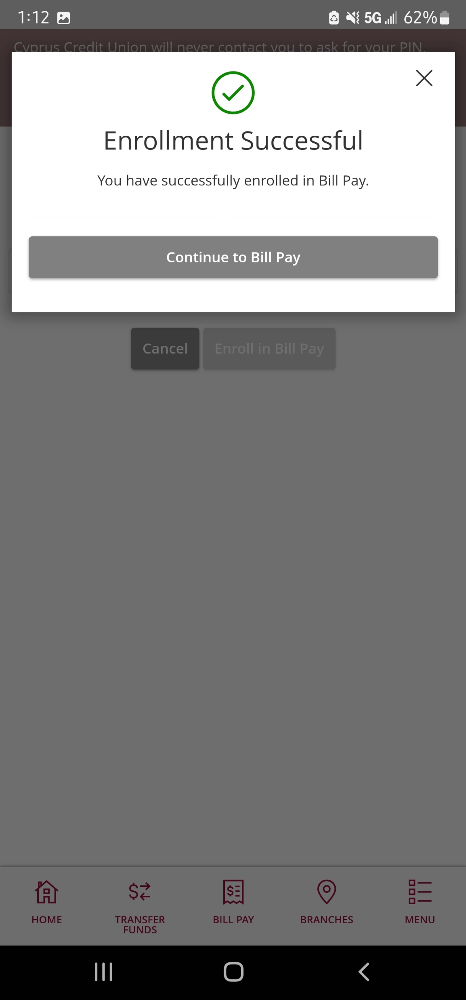 1:12
5G
62%
Cyprus Credit Union will never contact you to ask for your PIN,
Enrollment Successful
You have successfully enrolled in Bill Pay.
Continue to Bill Pay
Cancel
Enroll in Bill Pay
HOME
TRANSFER
FUNDS
BILL PAY
BRANCHES
MENU